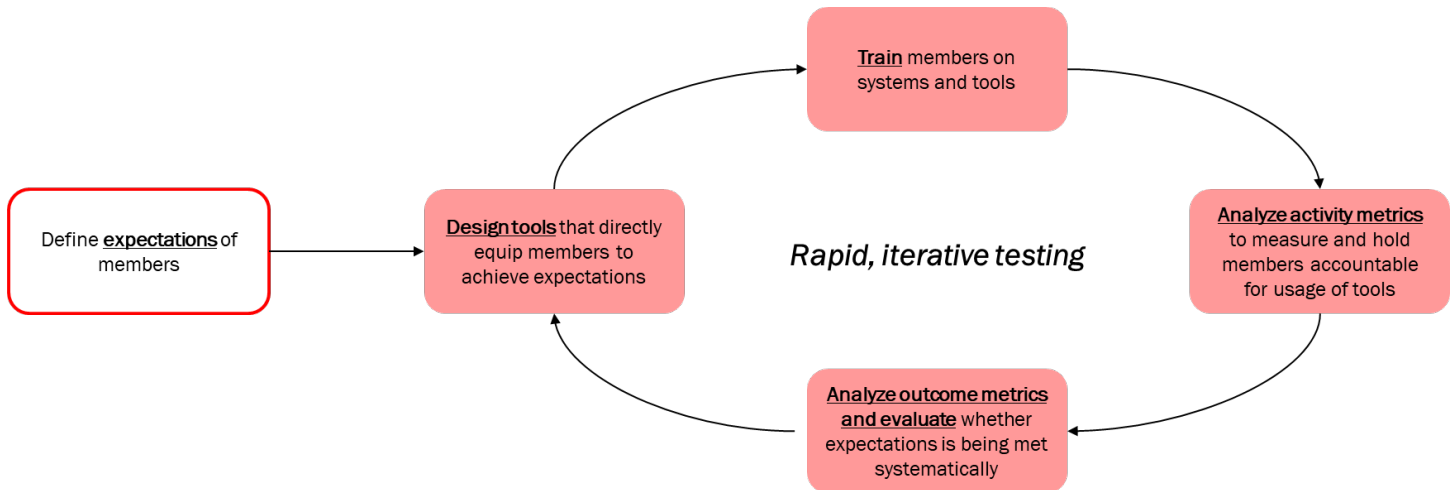 Define expectations of
members
Design tools that directly
equip members to
achieve expectations
Train members on
systems and tools
Analyze activity metrics
to measure and hold
members accountable
for usage of tools
Analyze outcome metrics
and evaluate whether
expectations is being met
systematically
Rapid, iterative testing